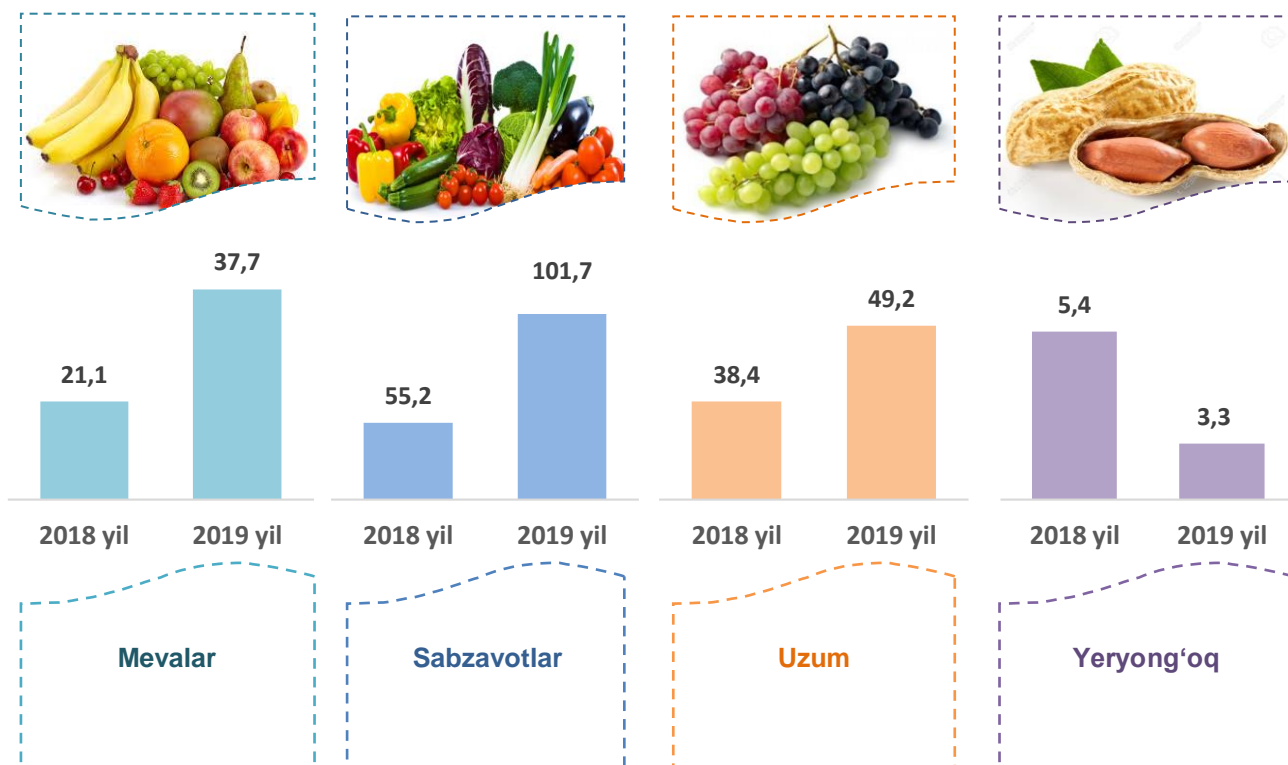 37,7
21,1
2018 yil 2019 yil
Mevalar
101,7
55,2
2018 yil 2019 yil
Sabzavotlar
49,2
38,4
2018 yil 2019 yil
Uzum
5,4
3,3
2018 yil 2019 yil
Yeryong‘oq